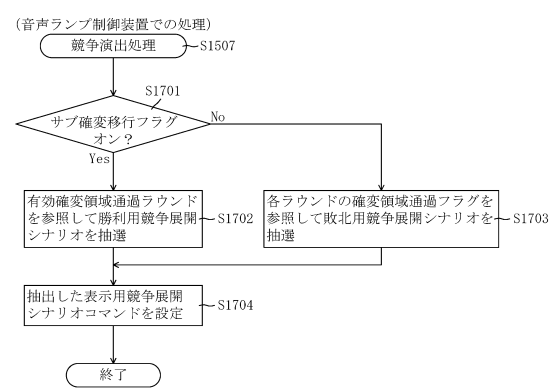 (音声ランプ制御装置での処理)
競争演出処理
S1507
S1701
サブ確変移行フラグ
オン？
No
Yes
有効確変領域通過ラウンド
を参照して勝利用競争展開
シナリオを抽選
S1702
各ラウンドの確変領域通過フラグを
参照して敗北用競争展開シナリオを
抽選
S1703
抽出した表示用競争展開
シナリオコマンドを設定
S1704
終了